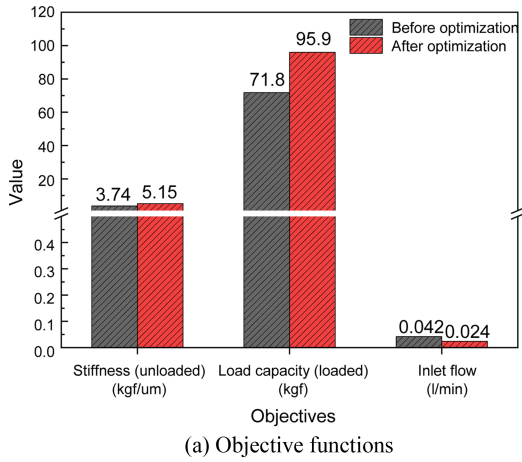 120
100
80
60
40
20
0.4
0.3
0.2
0.1
0.0
Value
Before optimization
After optimization
3.74
5.15
71.8
95.9
0.042
0.024
Stiffness (unloaded)
(kgf/um)
Load capacity (loaded)
(kgf)
Inlet flow
(l/min)
Objectives
(a) Objective functions